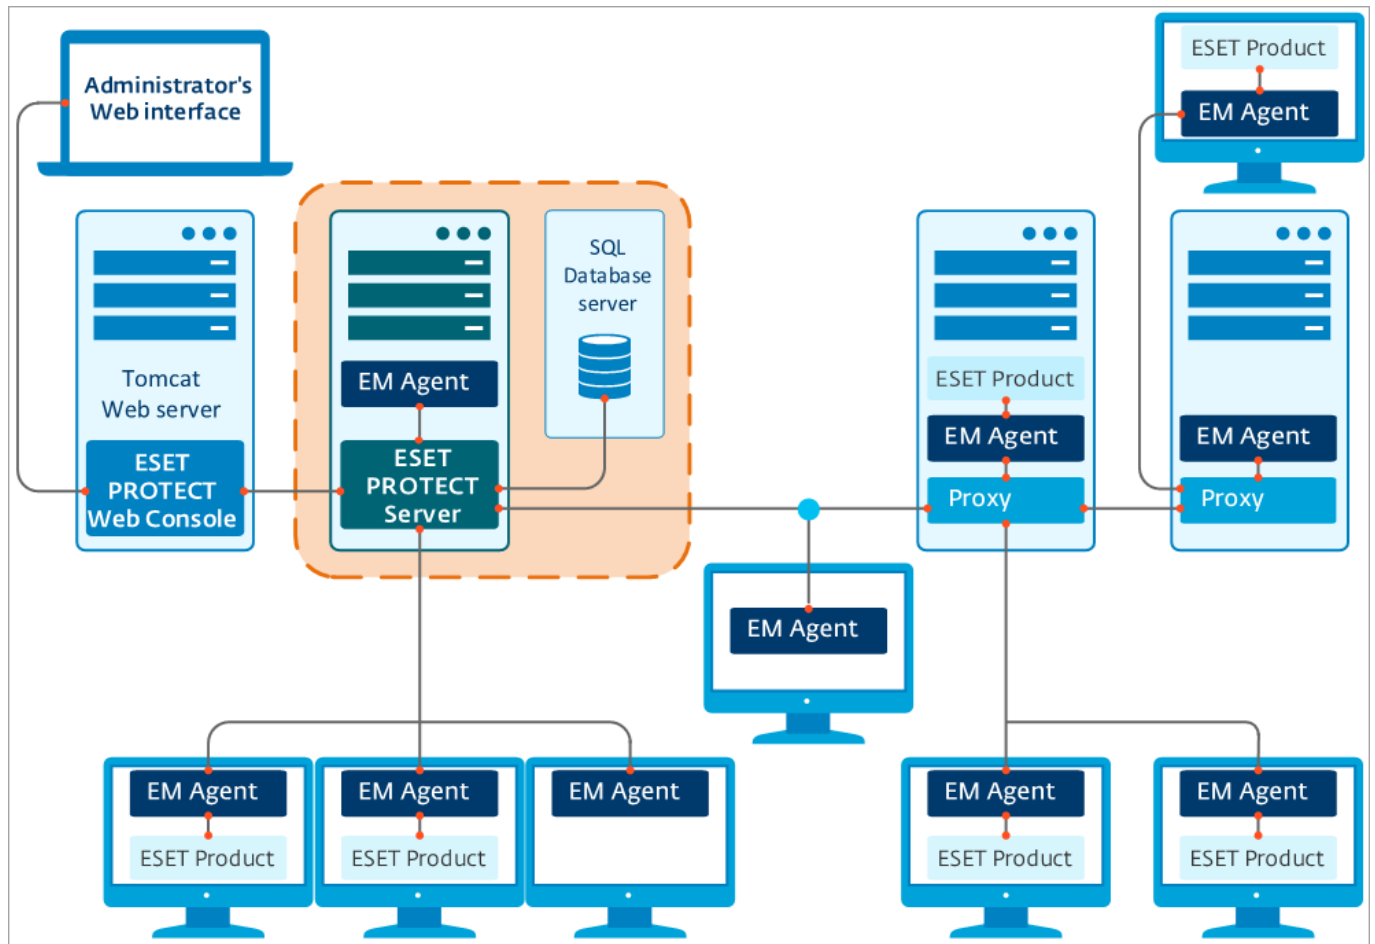 Administrator's
Web interface
ESET Product
EM Agent
Tomcat
Web server
ESET
PROTECT
Web Console
EM Agent
ESET
PROTECT
Server
SQL
Database
server
ESET Product
EM Agent
Proxy
EM Agent
Proxy
EM Agent
EM Agent
ESET Product
EM Agent
ESET Product
EM Agent
EM Agent
ESET Product
EM Agent
ESET Product